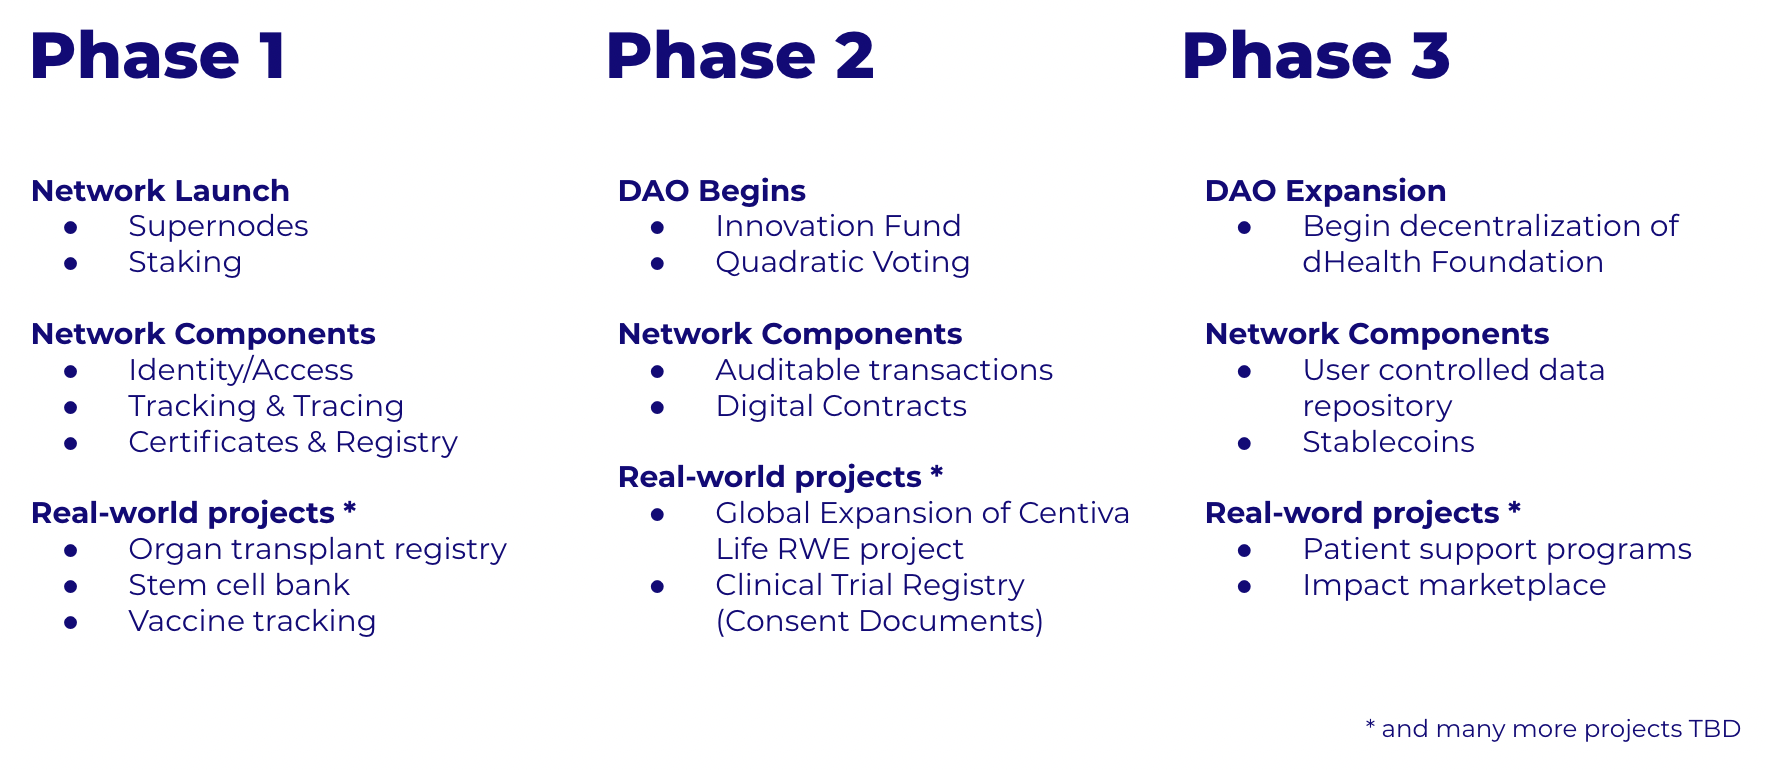 Phase 1
Network Launch
● Supernodes
● Staking
Network Components
● Identity/Access
● Tracking & Tracing
● Certificates & Registry
Real-world projects *
● Organ transplant registry
● Stem cell bank
● Vaccine tracking
Phase 2
DAO Begins
● Innovation Fund
● Quadratic Voting
Network Components
● Auditable transactions
● Digital Contracts
Real-world projects *
● Global Expansion of Centiva
Life RWE project
● Clinical Trial Registry
(Consent Documents)
Phase 3
DAO Expansion
● Begin decentralization of
dHealth Foundation
Network Components
● User controlled data
repository
● Stablecoins
Real-word projects *
● Patient support programs
● Impact marketplace
* and many more projects TBD